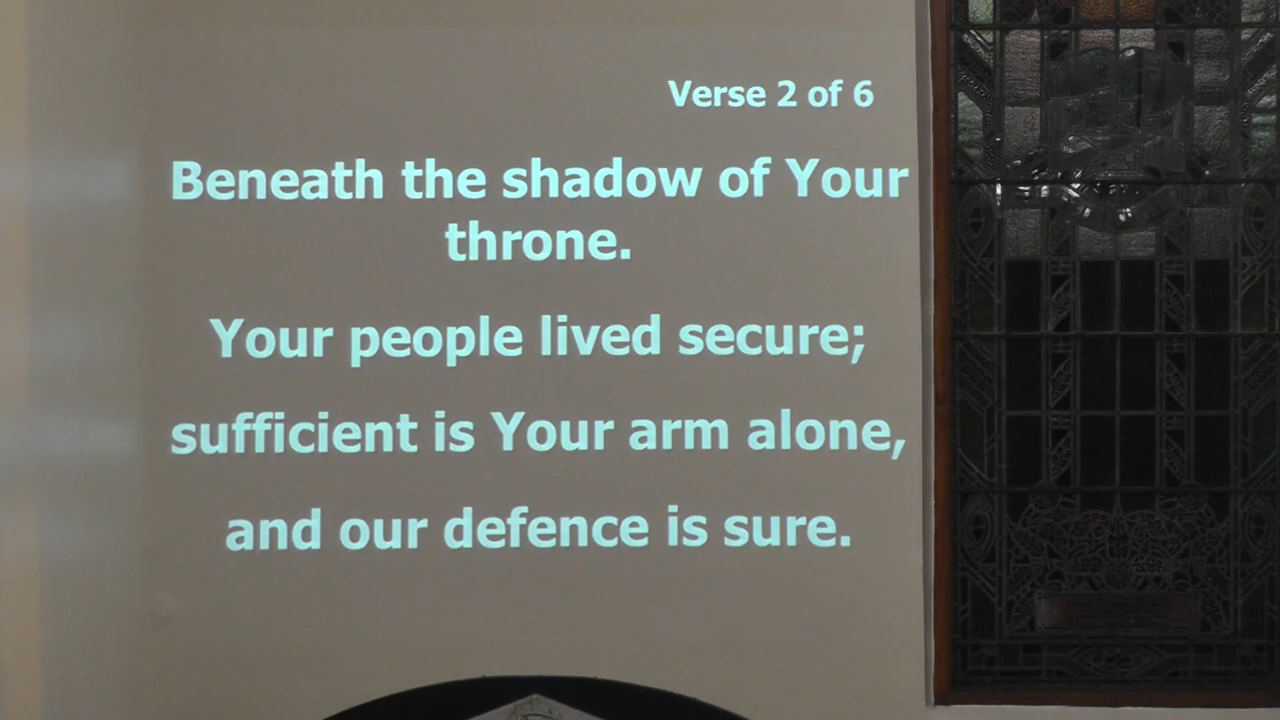 Verse 2 of 6
Beneath the shadow of Your
throne.
Your people lived secure;
sufficient is Your arm alone,
and our defence is sure.